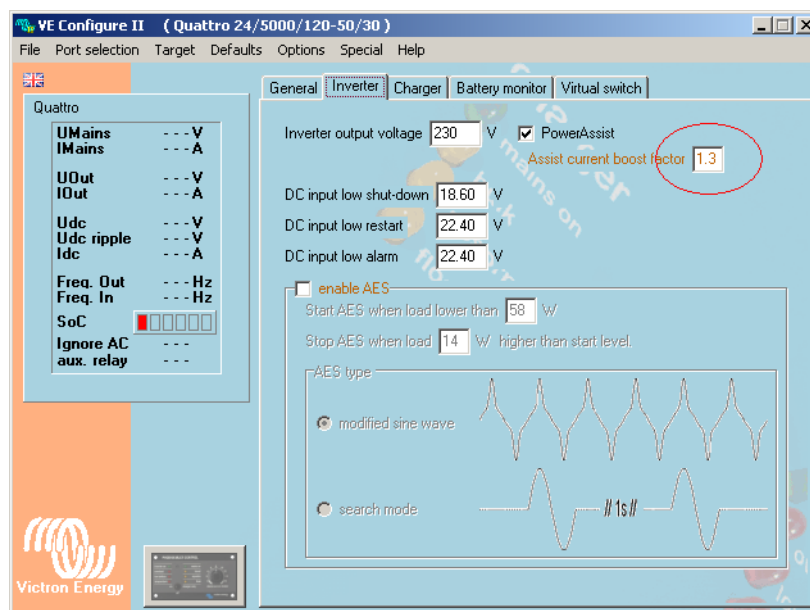 VE Configure II ( Quattro 24/5000/120-50/30 )
File Port selection Target Defaults Options Special Help
General Inverter Charger Battery monitor Virtual switch
Quattro
UMains - - - V
IMains - - - A
UOut - - - V
IOut - - - A
Udc - - - V
Udc ripple - - - V
Idc - - - A
Freq. Out - - - Hz
Freq. In - - - Hz
SoC
Ignore AC - - -
aux. relay - - -
Inverter output voltage 230 V PowerAssist
Assist current boost factor 1.3
DC input low shut-down 18.60 V
DC input low restart 22.40 V
DC input low alarm 22.40 V
enable AES
Start AES when load lower than 58 W
Stop AES when load 14 W higher than start level.
AES type
modified sine wave
search mode
// 1s //
mains on
Victron Energy